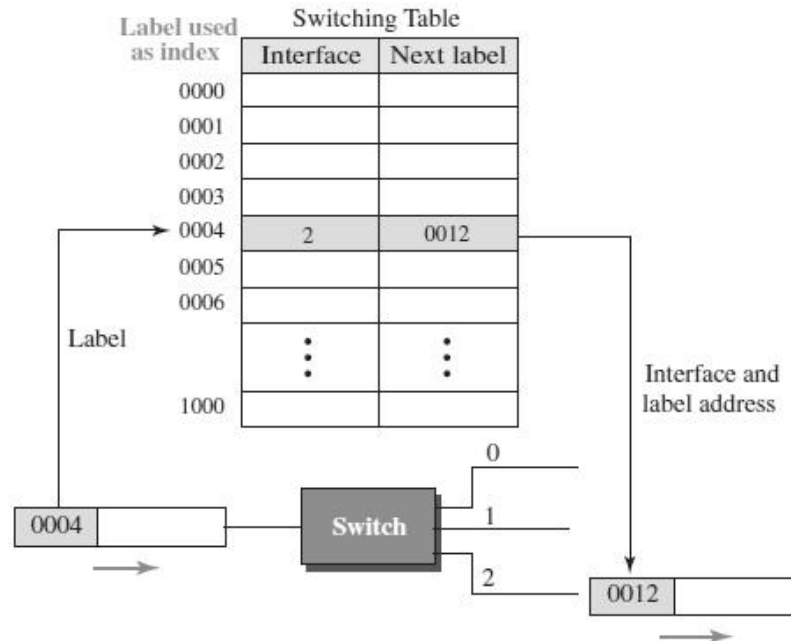 Switching Table
Label used
as index
Interface Next label
0000
0001
0002
0003
0004 2 0012
0005
0006
1000
Label
Interface and
label address
0
0004
Switch
1
2
0012